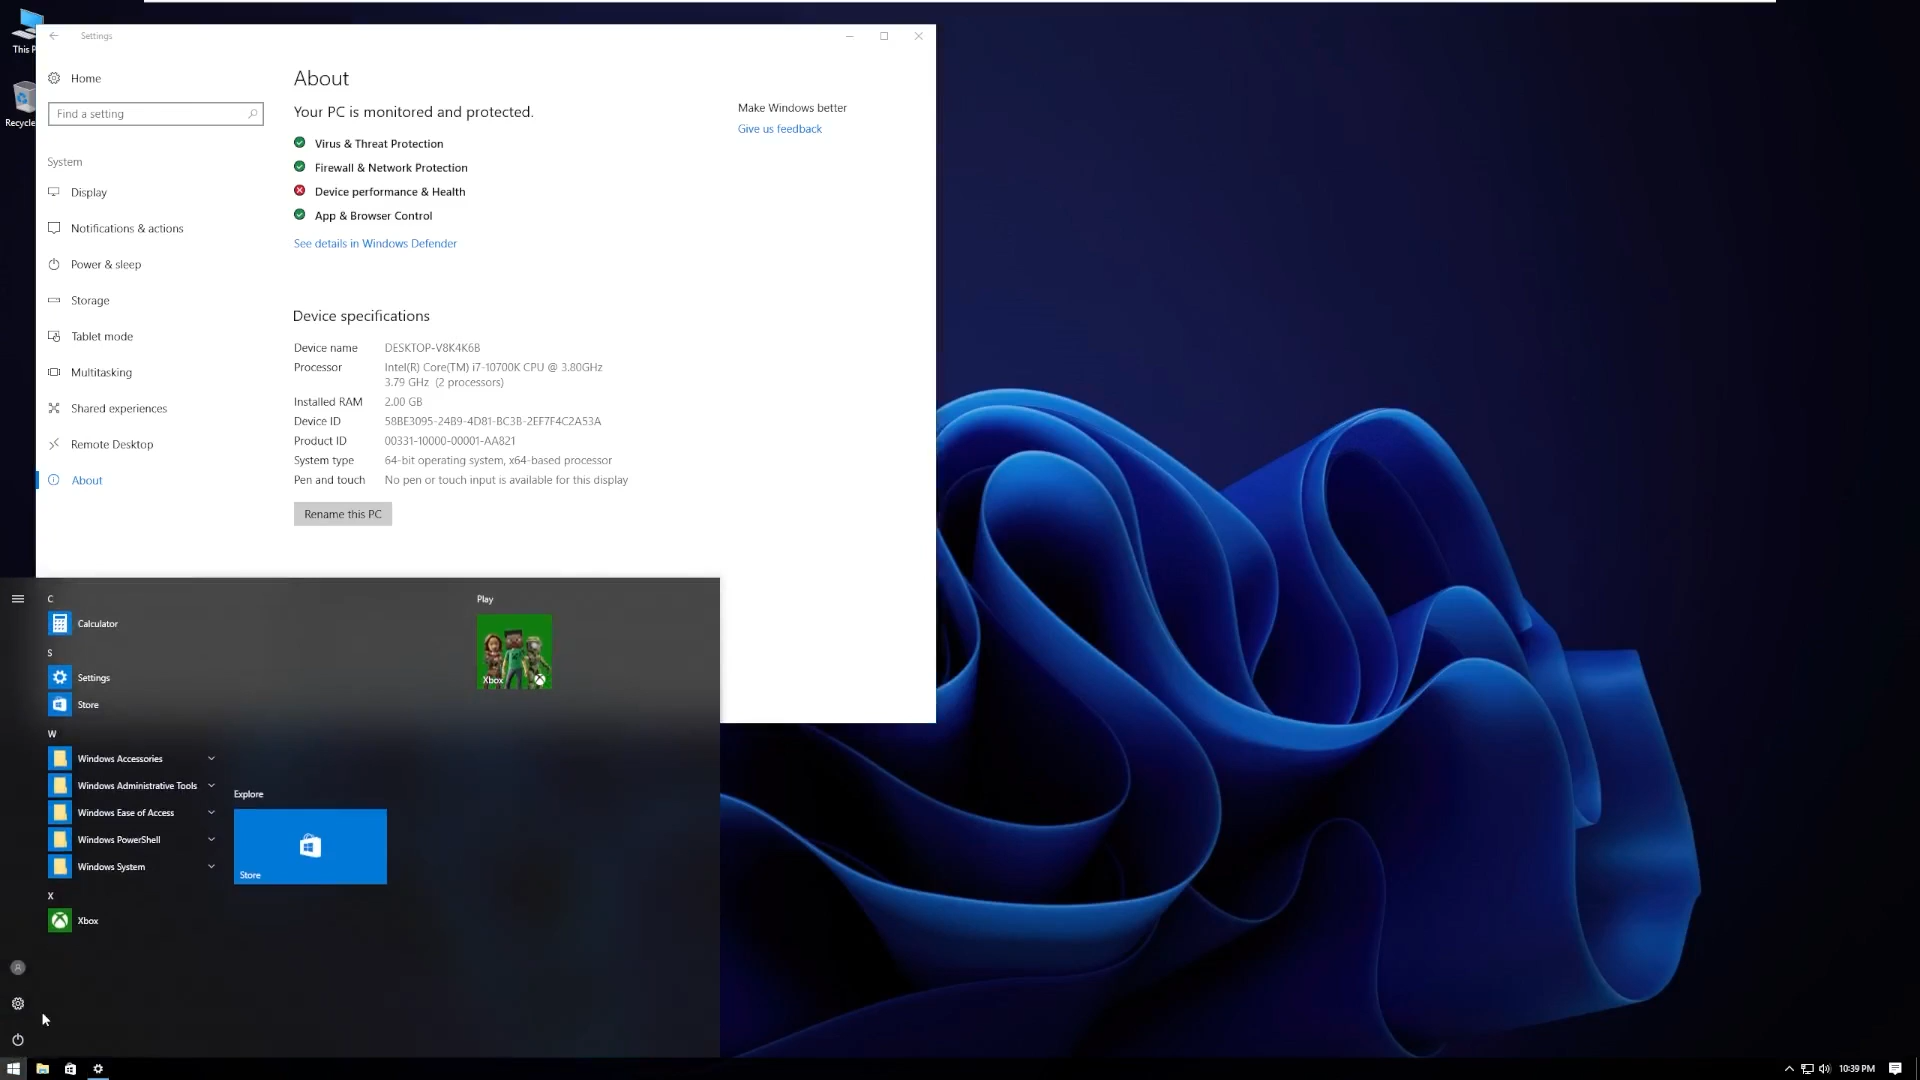 This P
Recycle
Settings
Home
Find a setting
System
Display
Notifications & actions
Power & sleep
Storage
Tablet mode
Multitasking
Shared experiences
Remote Desktop
About
About
Your PC is monitored and protected.
Virus & Threat Protection
Firewall & Network Protection
Device performance & Health
App & Browser Control
See details in Windows Defender
Make Windows better
Give us feedback
Device specifications
Device name DESKTOP-V8K4K6B
Processor Intel(R) Core(TM) i7-10700K CPU @ 3.80GHz
3.79 GHz (2 processors)
Installed RAM 2.00 GB
Device ID 58BE3095-24B9-4D81-BC3B-2EF7F4C2A53A
Product ID 00331-10000-00001-AA821
System type 64-bit operating system, x64-based processor
Pen and touch No pen or touch input is available for this display
Rename this PC
C
Calculator
S
Settings
Store
W
Windows Accessories
Windows Administrative Tools
Windows Ease of Access
Windows PowerShell
Windows System
X
Xbox
Explore
Store
Play
Xbox
10:39 PM